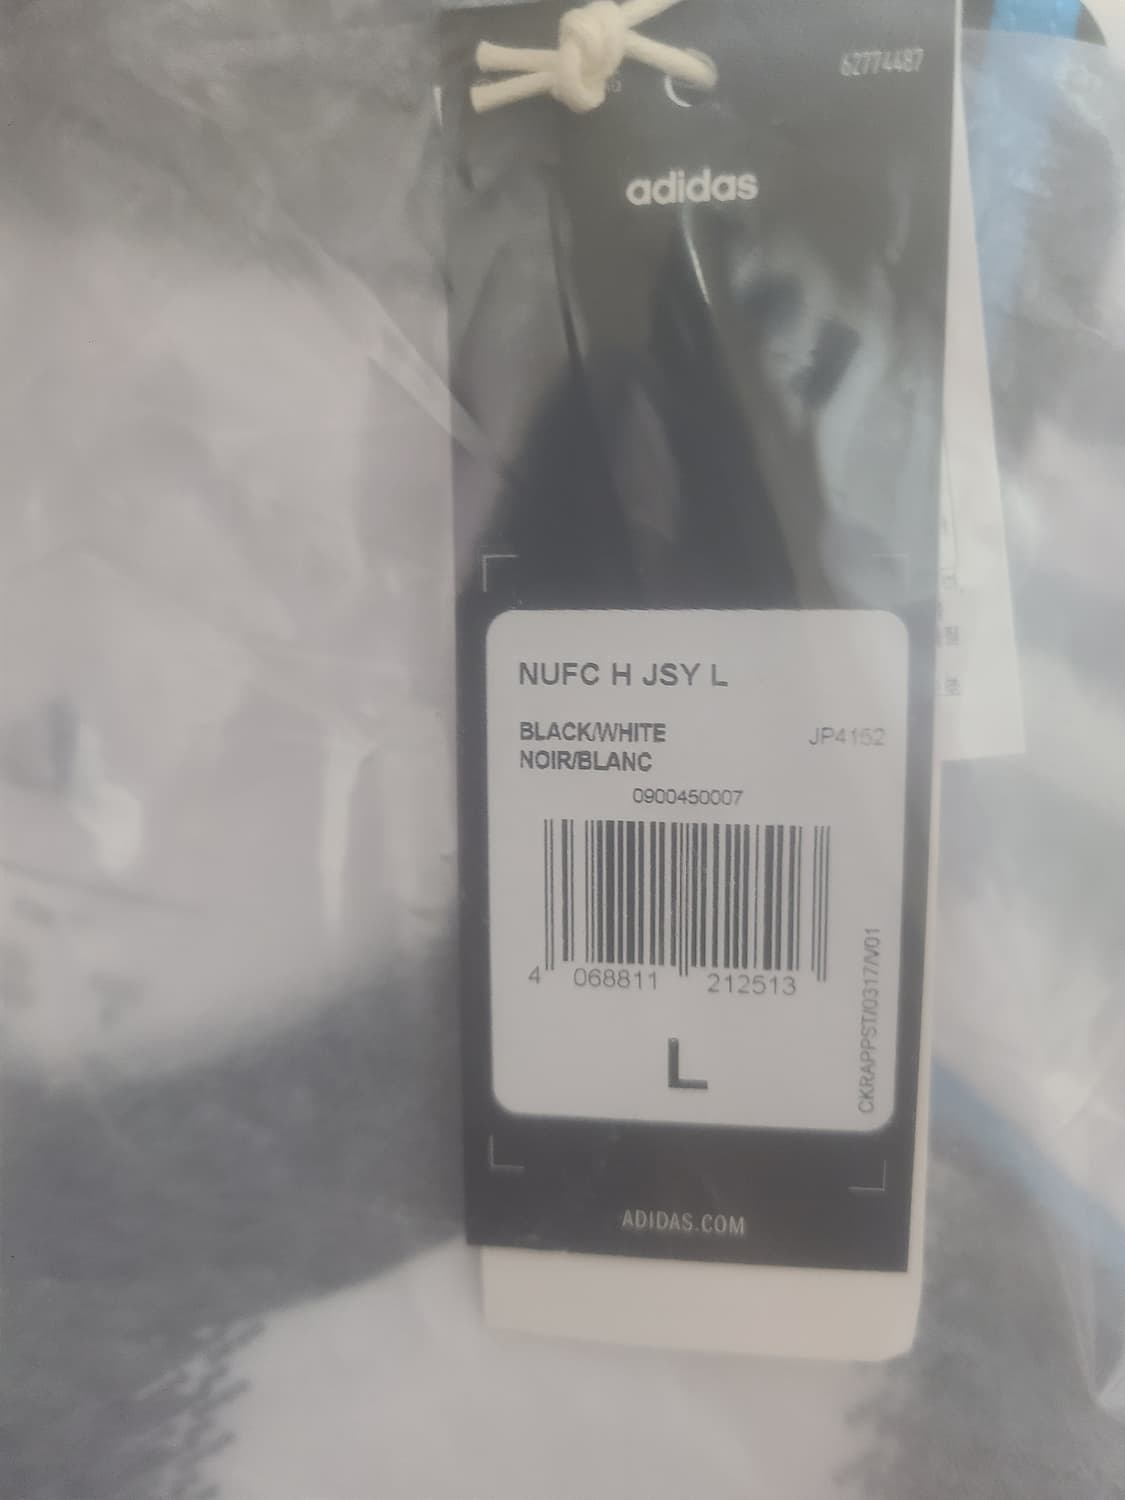 62774487
adidas
NUFC H JSY L
BLACK/WHITE
JP4152
NOIR/BLANC
0900450007
4 068811 212513
L
CKRAPPST/0317/V01
ADIDAS.COM